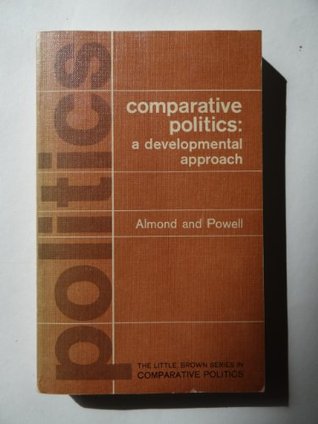 politics
comparative
politics:
a developmental
approach
Almond and Powell
THE LITTLE, BROWN SERIES IN
COMPARATIVE POLITICS